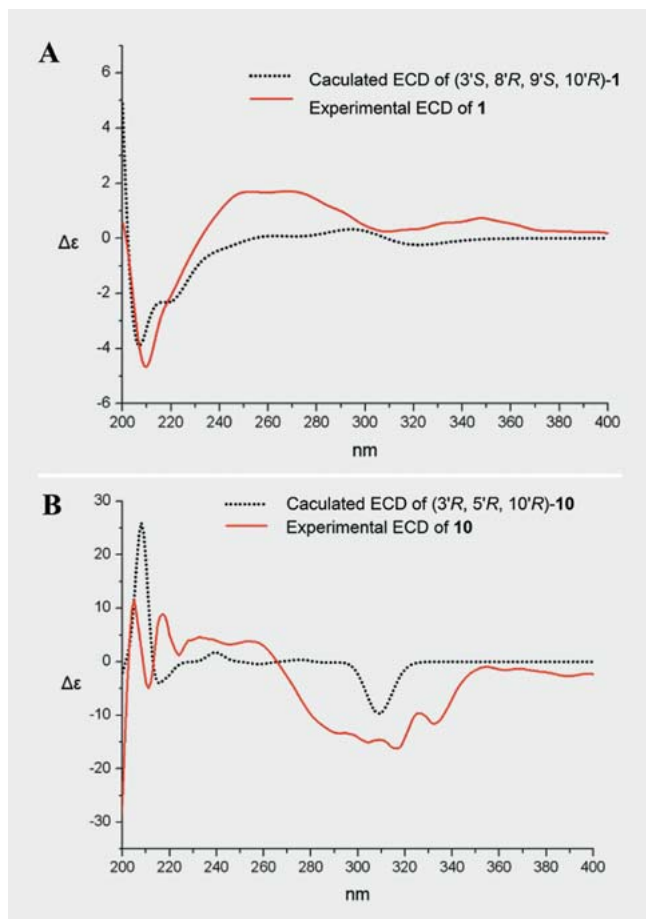 A
Caculated ECD of (3'S, 8'R, 9'S, 10'R)-1
Experimental ECD of 1
6
4
2
0
-2
-4
-6
Δε
200 220 240 260 280 300 320 340 360 380 400
nm
B
Caculated ECD of (3'R, 5'R, 10'R)-10
Experimental ECD of 10
30
20
10
0
-10
-20
-30
Δε
200 220 240 260 280 300 320 340 360 380 400
nm